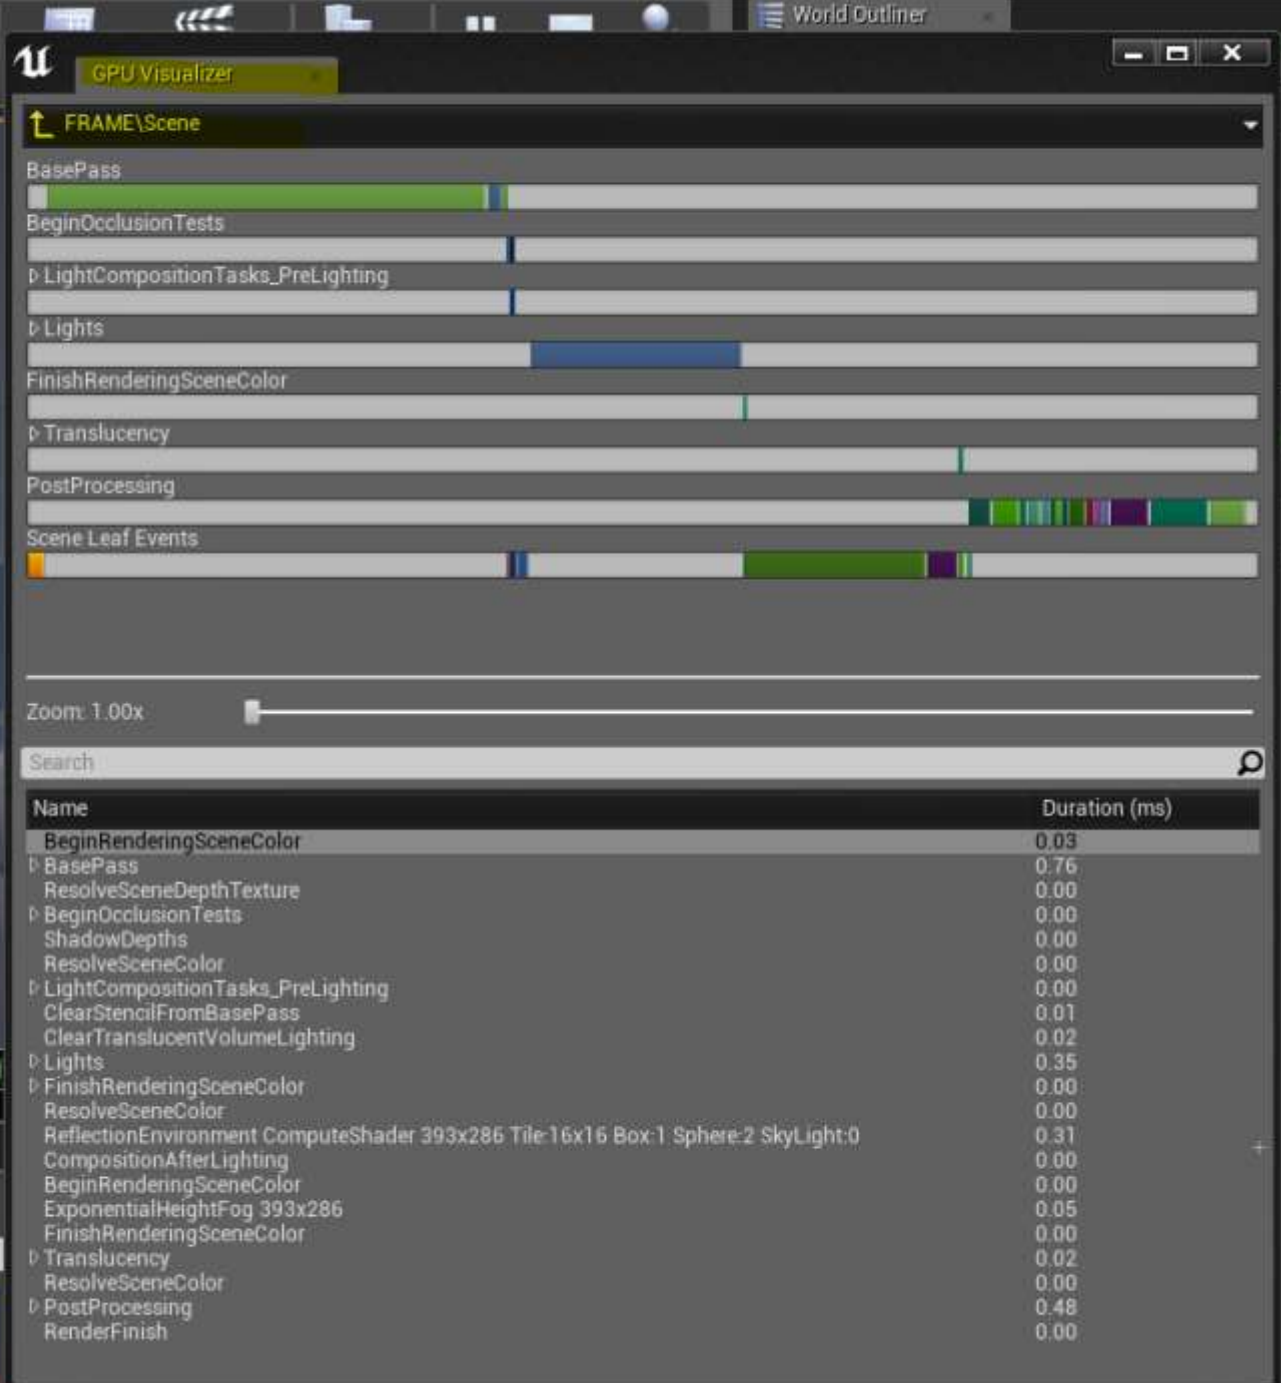 World Outliner
GPU Visualizer
FRAME\Scene
BasePass
BeginOcclusionTests
LightCompositionTasks_PreLighting
Lights
FinishRenderingSceneColor
Translucency
PostProcessing
Scene Leaf Events
Zoom: 1.00x
Search
Name Duration (ms)
BeginRenderingSceneColor 0.03
BasePass 0.76
ResolveSceneDepthTexture 0.00
BeginOcclusionTests 0.00
ShadowDepths 0.00
ResolveSceneColor 0.00
LightCompositionTasks_PreLighting 0.00
ClearStencilFromBasePass 0.01
ClearTranslucentVolumeLighting 0.02
Lights 0.35
FinishRenderingSceneColor 0.00
ResolveSceneColor 0.00
ReflectionEnvironment ComputeShader 393x286 Tile:16x16 Box:1 Sphere:2 SkyLight:0 0.31
CompositionAfterLighting 0.00
BeginRenderingSceneColor 0.00
ExponentialHeightFog 393x286 0.05
FinishRenderingSceneColor 0.00
Translucency 0.02
ResolveSceneColor 0.00
PostProcessing 0.48
RenderFinish 0.00